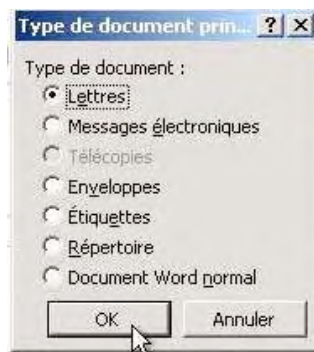 Type de document prin...
Type de document :
Lettres
Messages électroniques
Télécopies
Enveloppes
Étiquettes
Répertoire
Document Word normal
OK Annuler